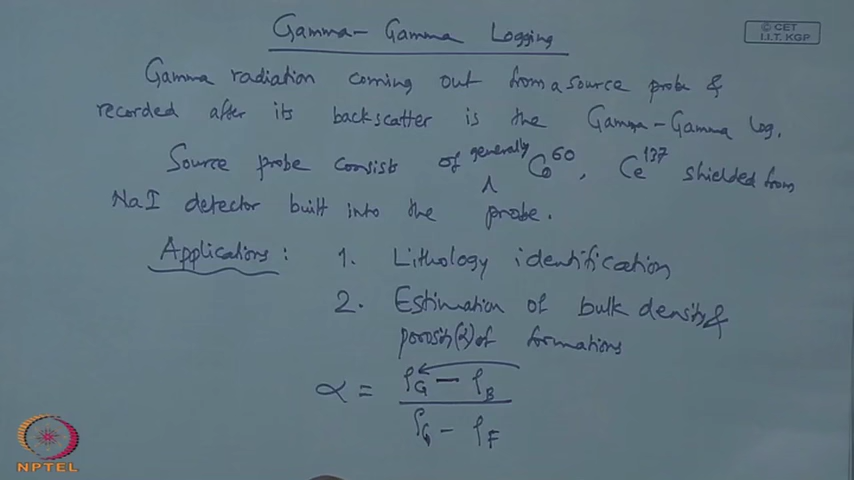 Gamma-Gamma Logging
© CET
I.I.T. KGP
Gamma radiation coming out from a source probe &
recorded after its backscatter is the Gamma-Gamma log.
Source probe consists of generally Co⁶⁰, Ce¹³⁷ shielded from
NaI detector built into the probe.
Applications: 1. Lithology identification
2. Estimation of bulk density &
porosity(α) of formations
α = (ρG − ρB) / (ρG − ρF)
NPTEL